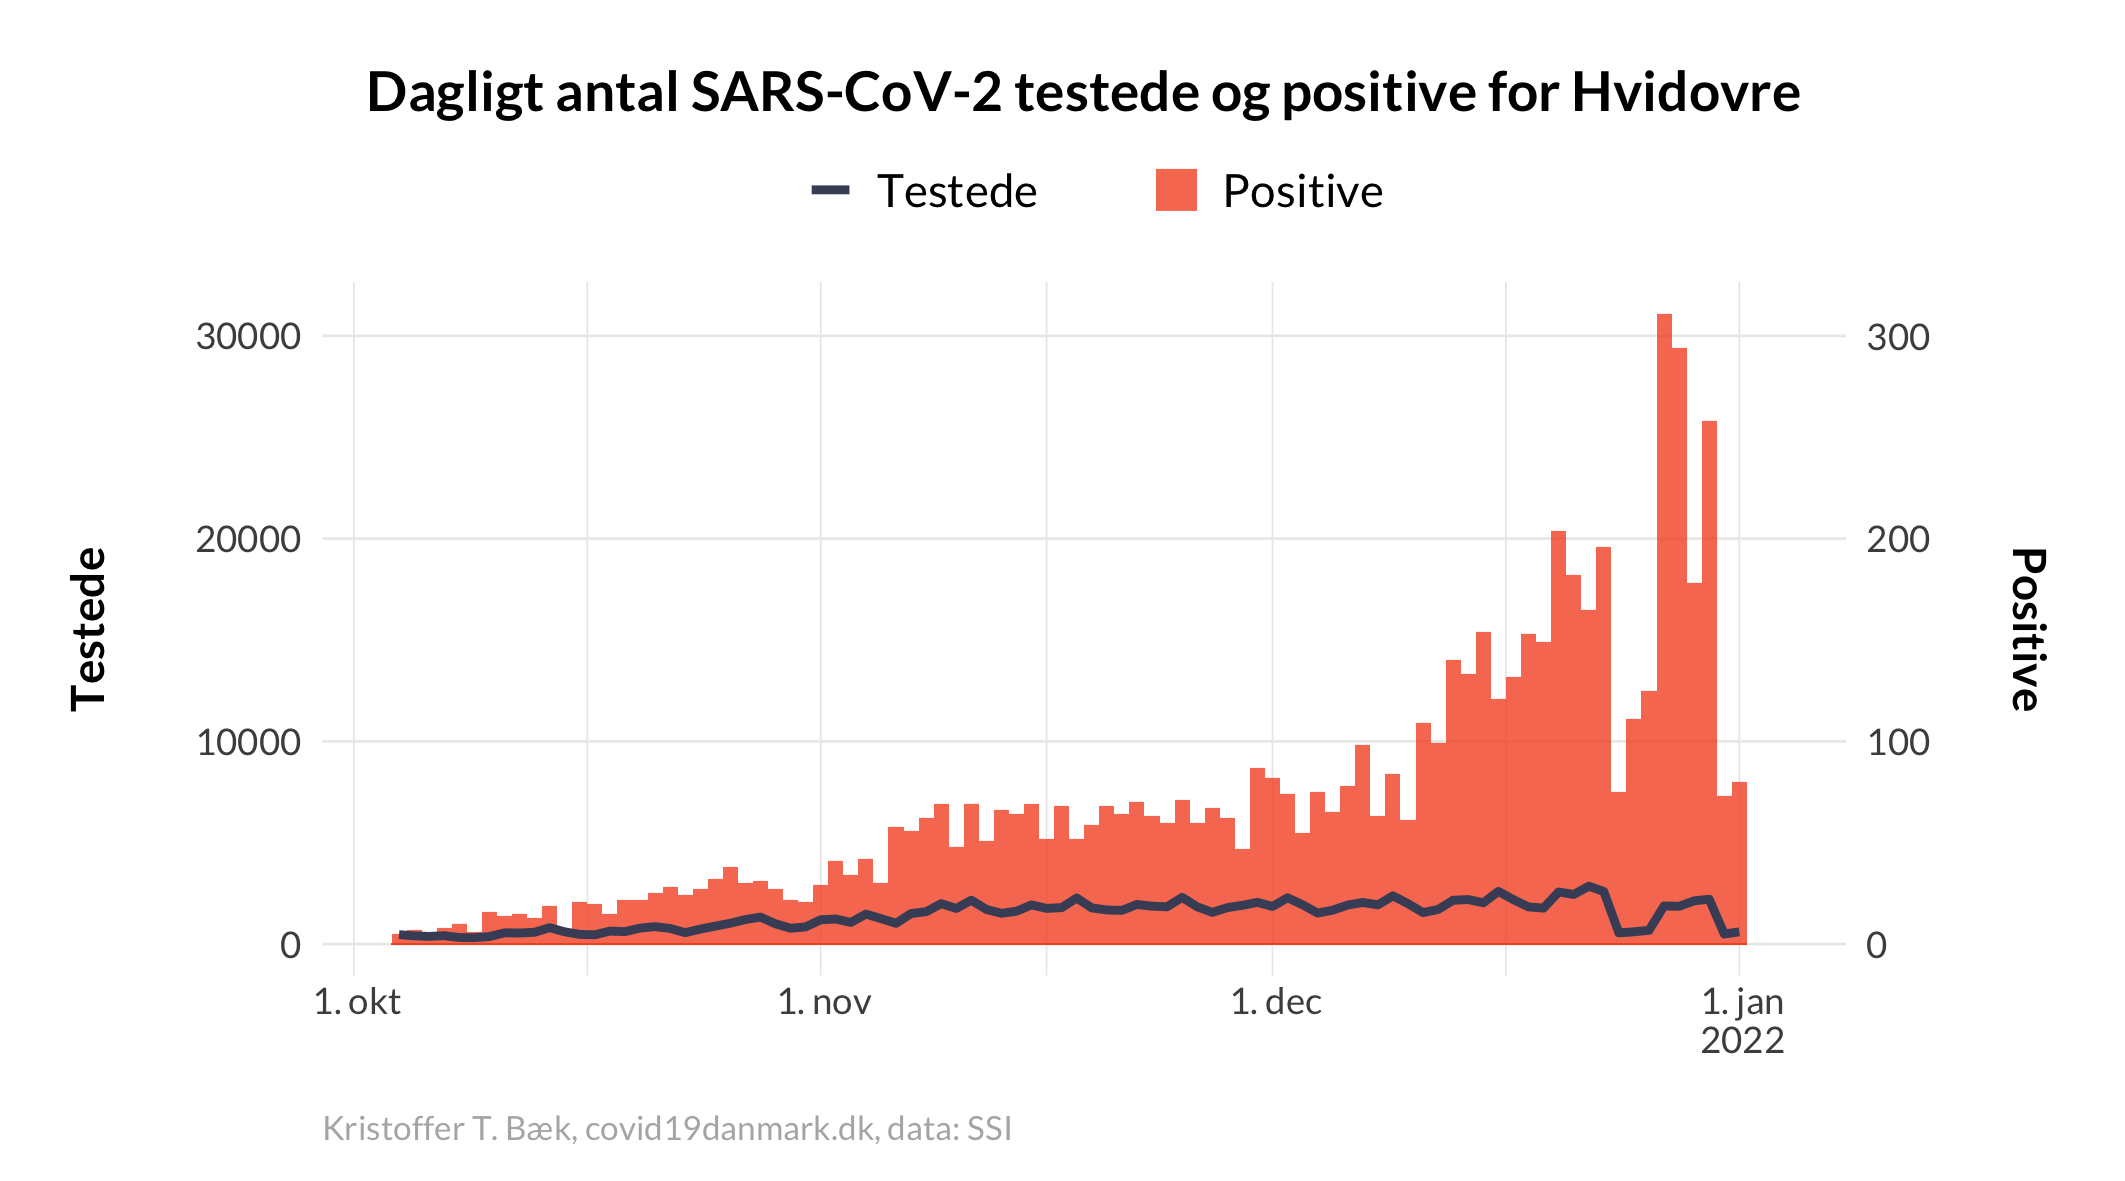 Dagligt antal SARS-CoV-2 testede og positive for Hvidovre
Testede
Positive
30000
20000
10000
0
Testede
300
200
100
0
Positive
1. okt
1. nov
1. dec
1. jan
2022
Kristoffer T. Bæk, covid19danmark.dk, data: SSI